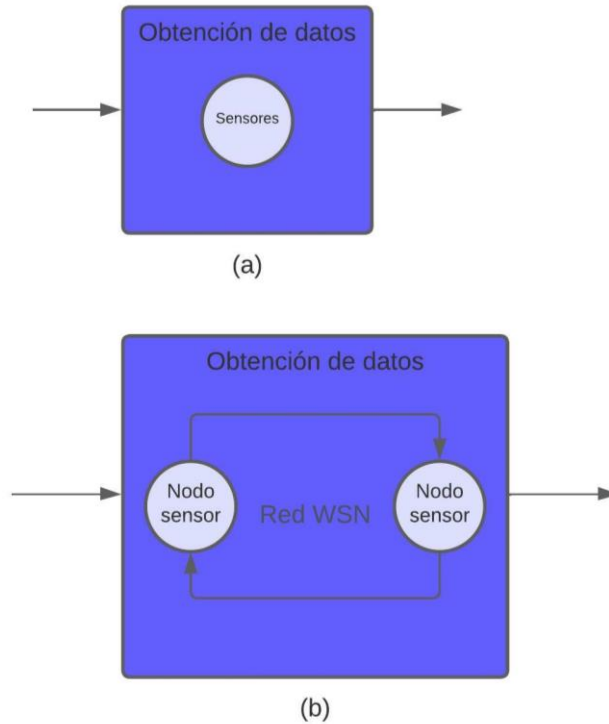 Obtención de datos
Sensores
(a)
Obtención de datos
Nodo
sensor
Red WSN
Nodo
sensor
(b)